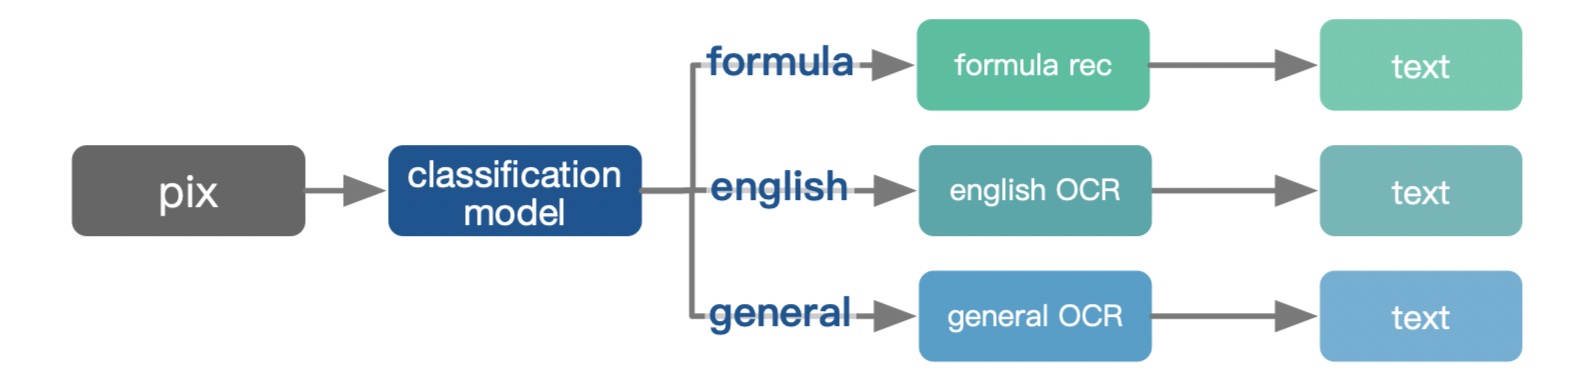 pix
classification
model
formula
formula rec
text
english
english OCR
text
general
general OCR
text